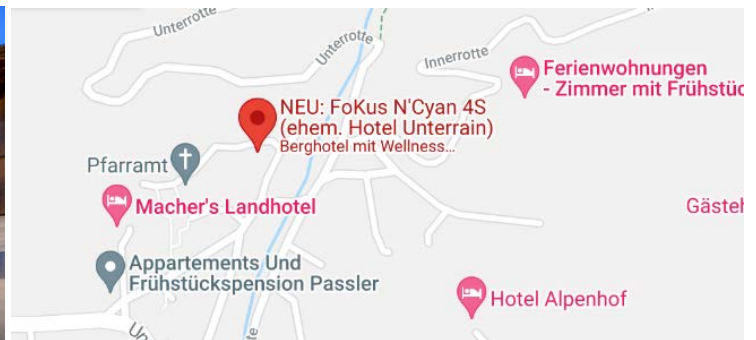 Unterrotte
Unterrotte
Innerrotte
Ferienwohnungen
- Zimmer mit Frühstüc
NEU: FoKus N'Cyan 4S
(ehem. Hotel Unterrain)
Berghotel mit Wellness...
Pfarramt
Macher's Landhotel
Gästeh
Appartements Und
Frühstückspension Passler
Hotel Alpenhof